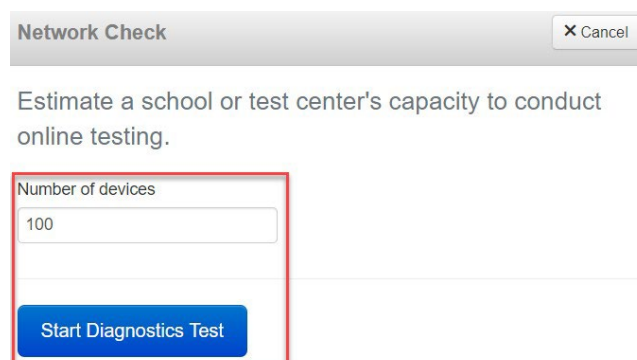 Network Check
X Cancel
Estimate a school or test center's capacity to conduct
online testing.
Number of devices
100
Start Diagnostics Test